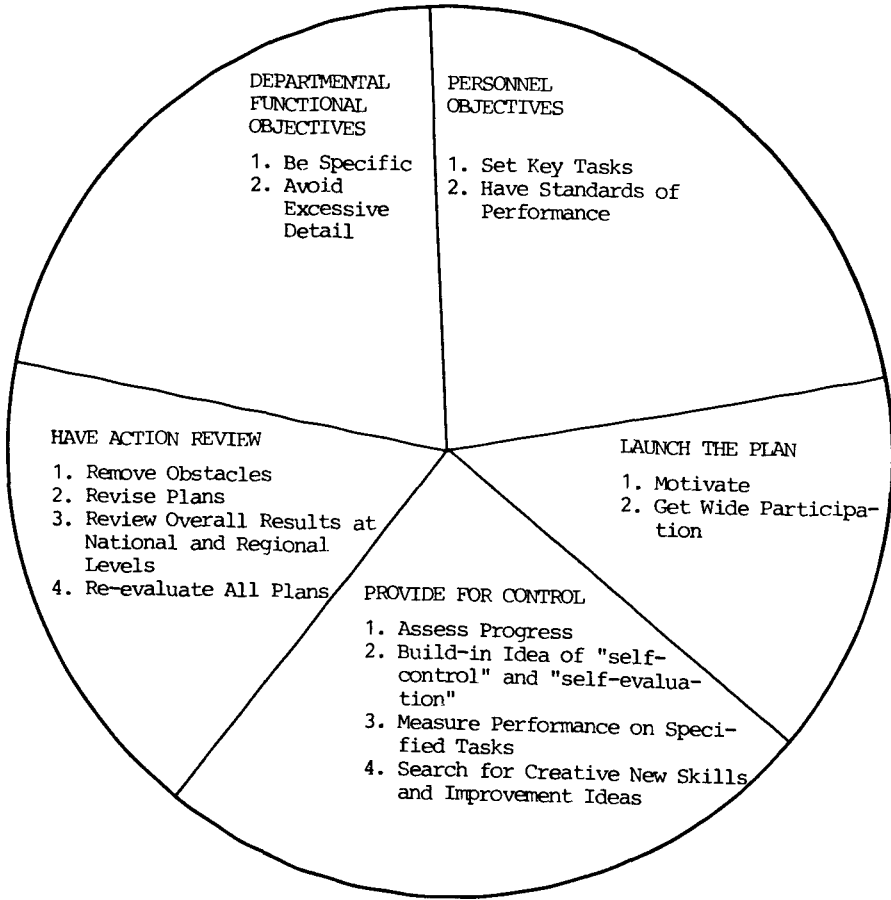 DEPARTMENTAL
FUNCTIONAL
OBJECTIVES
1. Be Specific
2. Avoid
Excessive
Detail
PERSONNEL
OBJECTIVES
1. Set Key Tasks
2. Have Standards of
Performance
LAUNCH THE PLAN
1. Motivate
2. Get Wide Participa-
tion
PROVIDE FOR CONTROL
1. Assess Progress
2. Build-in Idea of "self-
control" and "self-evalua-
tion"
3. Measure Performance on Speci-
fied Tasks
4. Search for Creative New Skills
and Improvement Ideas
HAVE ACTION REVIEW
1. Remove Obstacles
2. Revise Plans
3. Review Overall Results at
National and Regional
Levels
4. Re-evaluate All Plans